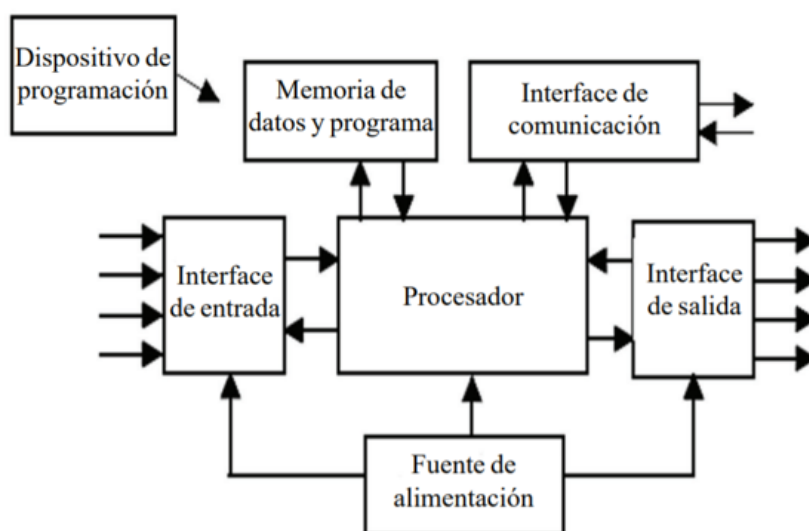 Dispositivo de
programación
Memoria de
datos y programa
Interface de
comunicación
Interface
de entrada
Procesador
Interface
de salida
Fuente de
alimentación